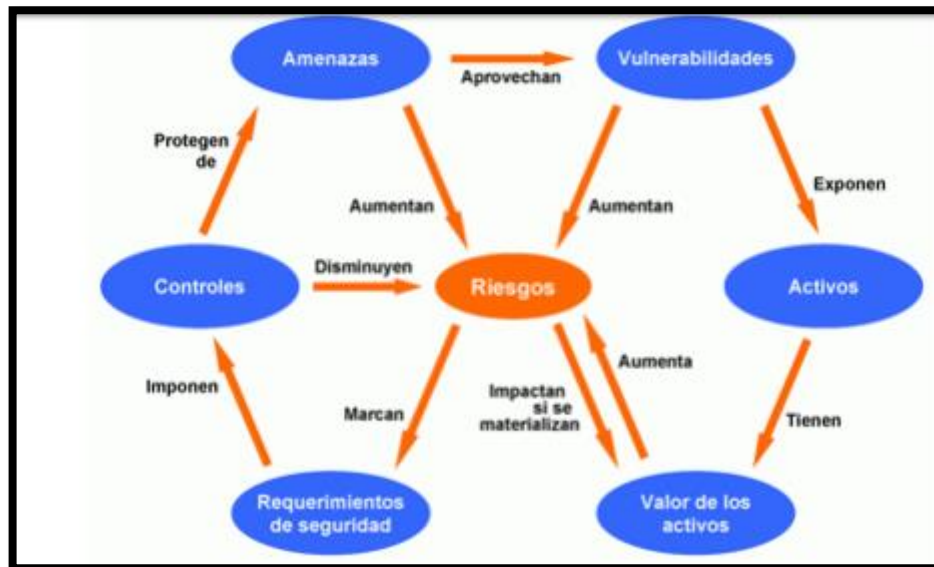 Amenazas
Aprovechan
Vulnerabilidades
Protegen
de
Aumentan
Aumentan
Exponen
Controles
Disminuyen
Riesgos
Activos
Imponen
Marcan
Impactan
si se
materializan
Aumenta
Tienen
Requerimientos
de seguridad
Valor de los
activos